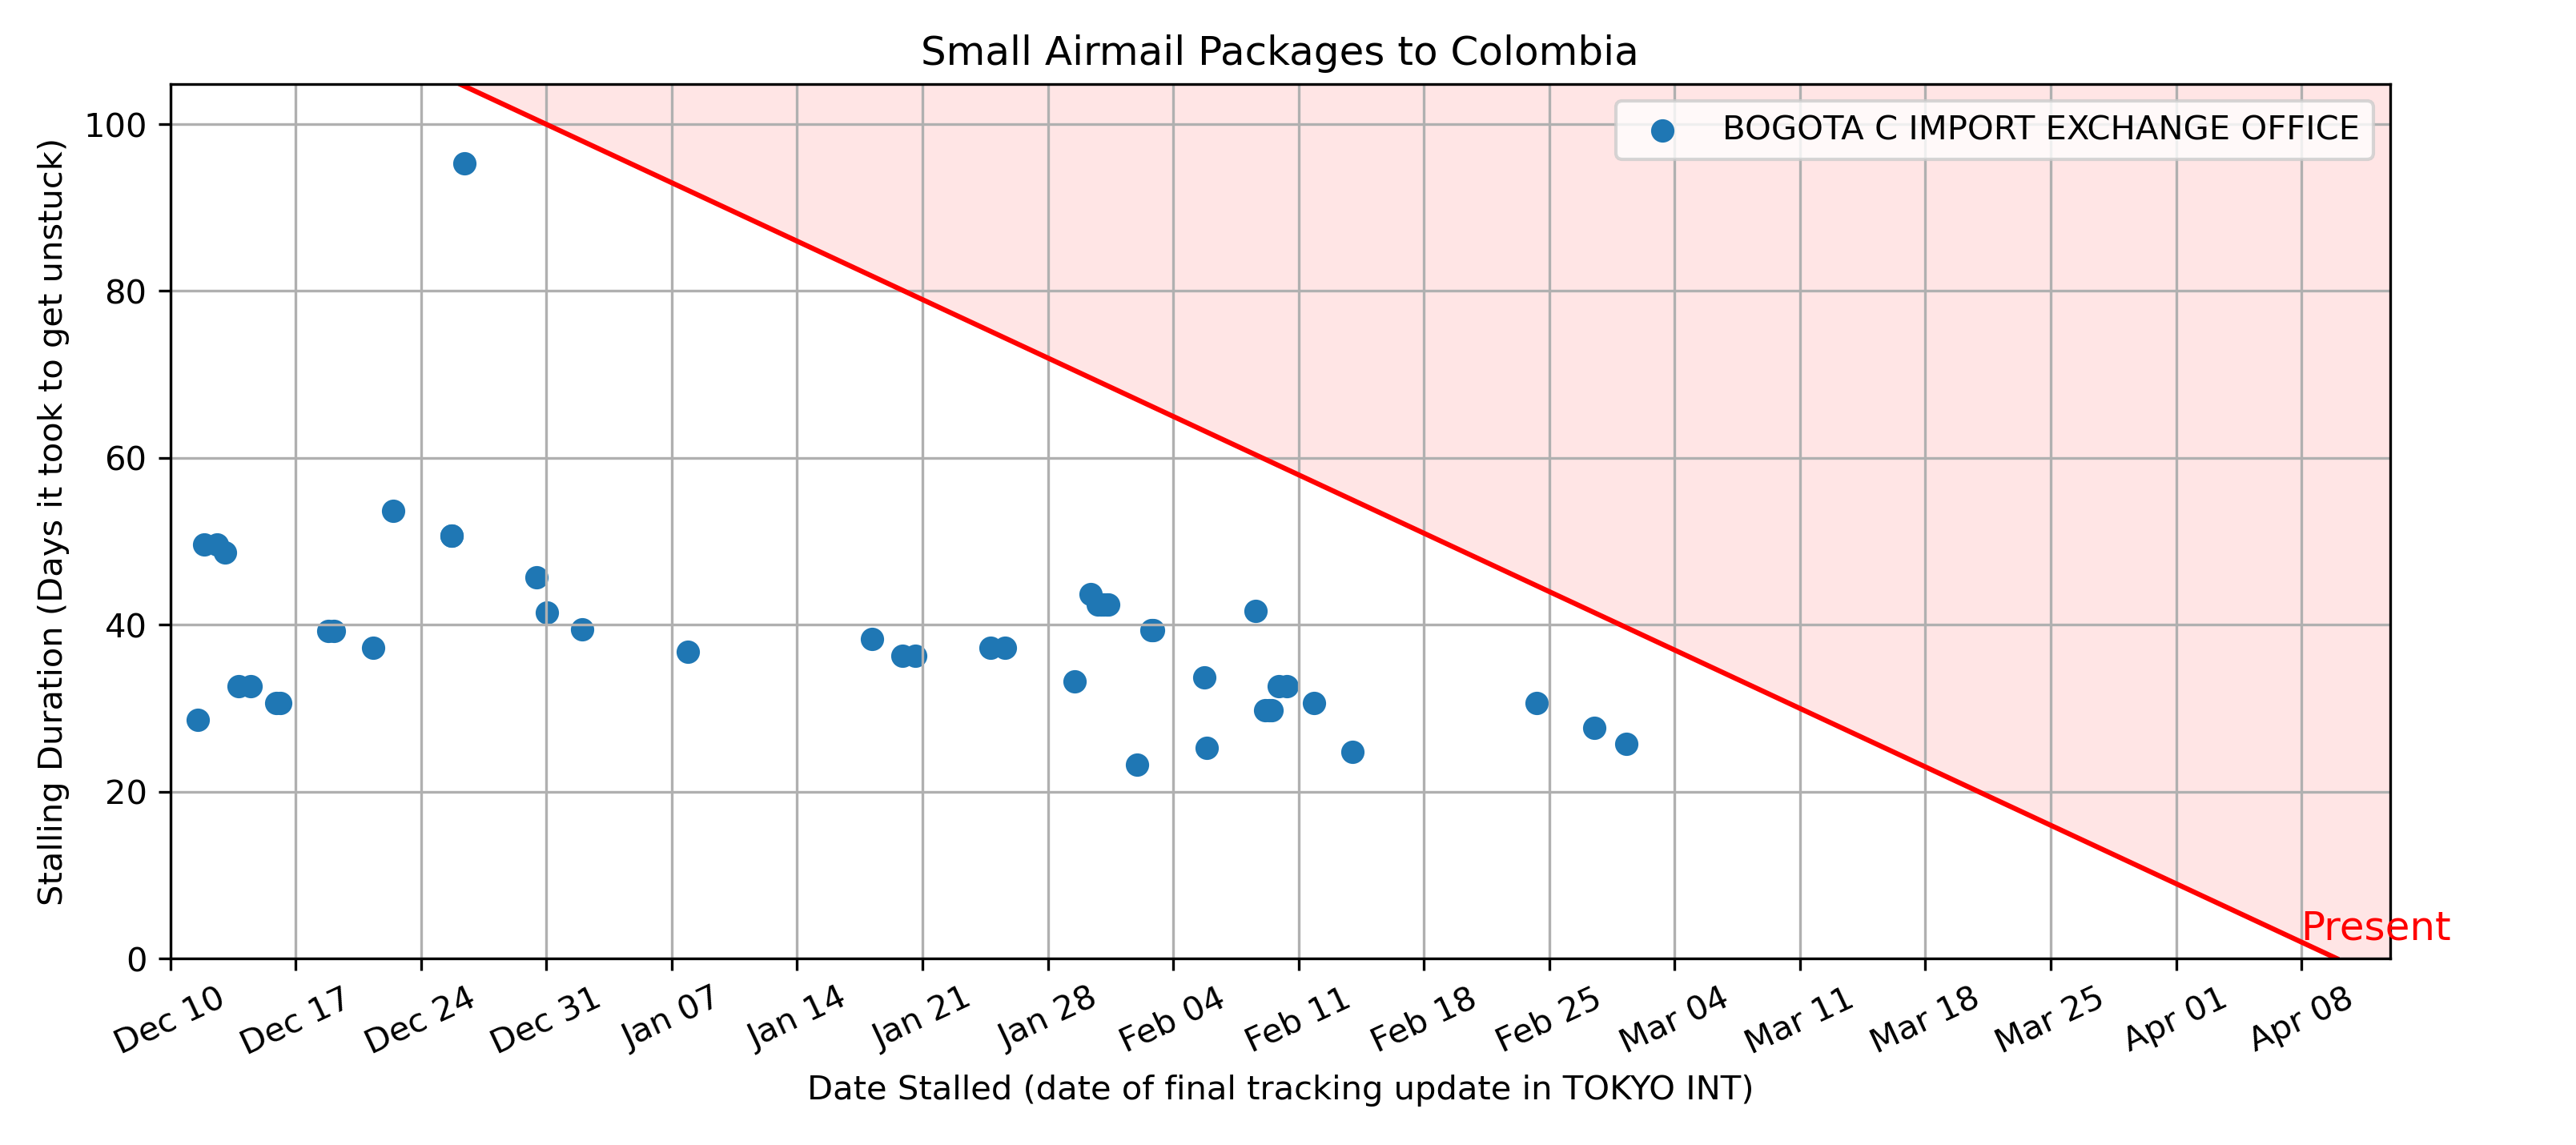 Small Airmail Packages to Colombia
BOGOTA C IMPORT EXCHANGE OFFICE
Stalling Duration (Days it took to get unstuck)
100
80
60
40
20
0
Present
Dec 10
Dec 17
Dec 24
Dec 31
Jan 07
Jan 14
Jan 21
Jan 28
Feb 04
Feb 11
Feb 18
Feb 25
Mar 04
Mar 11
Mar 18
Mar 25
Apr 01
Apr 08
Date Stalled (date of final tracking update in TOKYO INT)